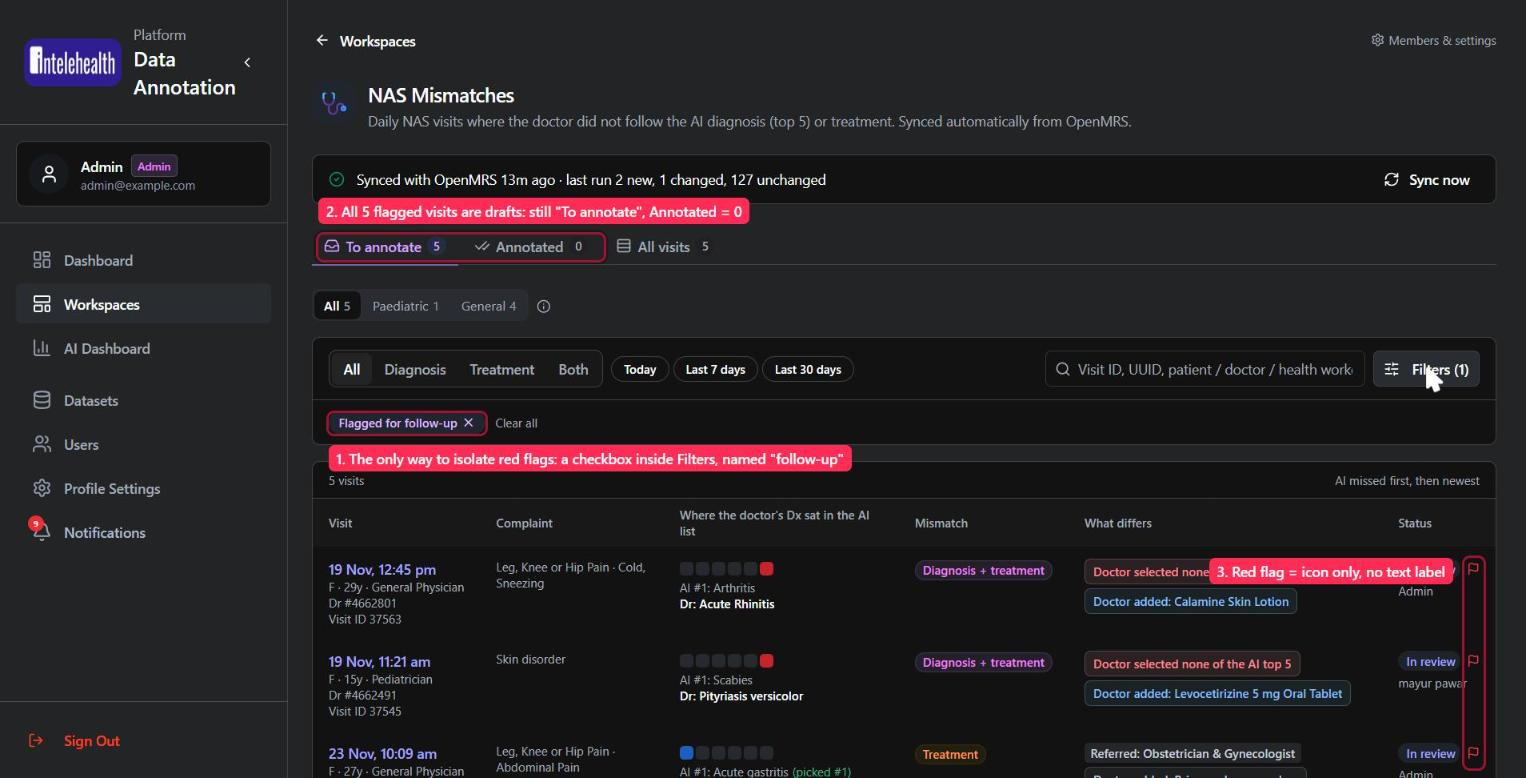 intelehealth
Platform
Data
Annotation
Admin Admin
admin@example.com
Dashboard
Workspaces
AI Dashboard
Datasets
Users
Profile Settings
9
Notifications
Sign Out
Workspaces
Members & settings
NAS Mismatches
Daily NAS visits where the doctor did not follow the AI diagnosis (top 5) or treatment. Synced automatically from OpenMRS.
Synced with OpenMRS 13m ago · last run 2 new, 1 changed, 127 unchanged
Sync now
2. All 5 flagged visits are drafts: still "To annotate", Annotated = 0
To annotate 5 Annotated 0 All visits 5
All 5 Paediatric 1 General 4
All Diagnosis Treatment Both Today Last 7 days Last 30 days
Visit ID, UUID, patient / doctor / health work
Filters (1)
Flagged for follow-up Clear all
1. The only way to isolate red flags: a checkbox inside Filters, named "follow-up"
5 visits
AI missed first, then newest
Visit
Complaint
Where the doctor's Dx sat in the AI
list
Mismatch
What differs
Status
19 Nov, 12:45 pm
F · 29y · General Physician
Dr #4662801
Visit ID 37563
Leg, Knee or Hip Pain · Cold,
Sneezing
AI #1: Arthritis
Dr: Acute Rhinitis
Diagnosis + treatment
Doctor selected none
3. Red flag = icon only, no text label
Doctor added: Calamine Skin Lotion
Admin
19 Nov, 11:21 am
F · 15y · Pediatrician
Dr #4662491
Visit ID 37545
Skin disorder
AI #1: Scabies
Dr: Pityriasis versicolor
Diagnosis + treatment
Doctor selected none of the AI top 5
Doctor added: Levocetirizine 5 mg Oral Tablet
In review
mayur pawar
23 Nov, 10:09 am
F · 27y · General Physician
Leg, Knee or Hip Pain ·
Abdominal Pain
AI #1: Acute gastritis (picked #1)
Treatment
Referred: Obstetrician & Gynecologist
In review
Admin